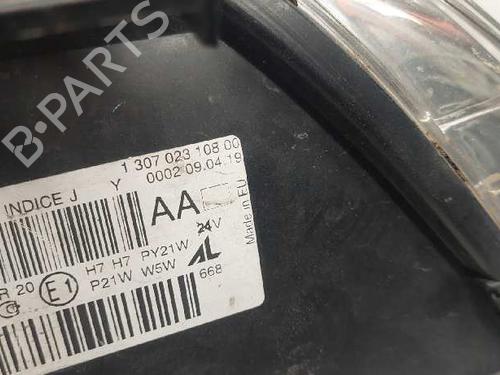 B-PARTS
1 307 023 108 00
INDICE J Y 0002 09.04.19
AA
Made in EU
24V
R 20 E1 H7 H7 PY21W AL
P21W W5W 668